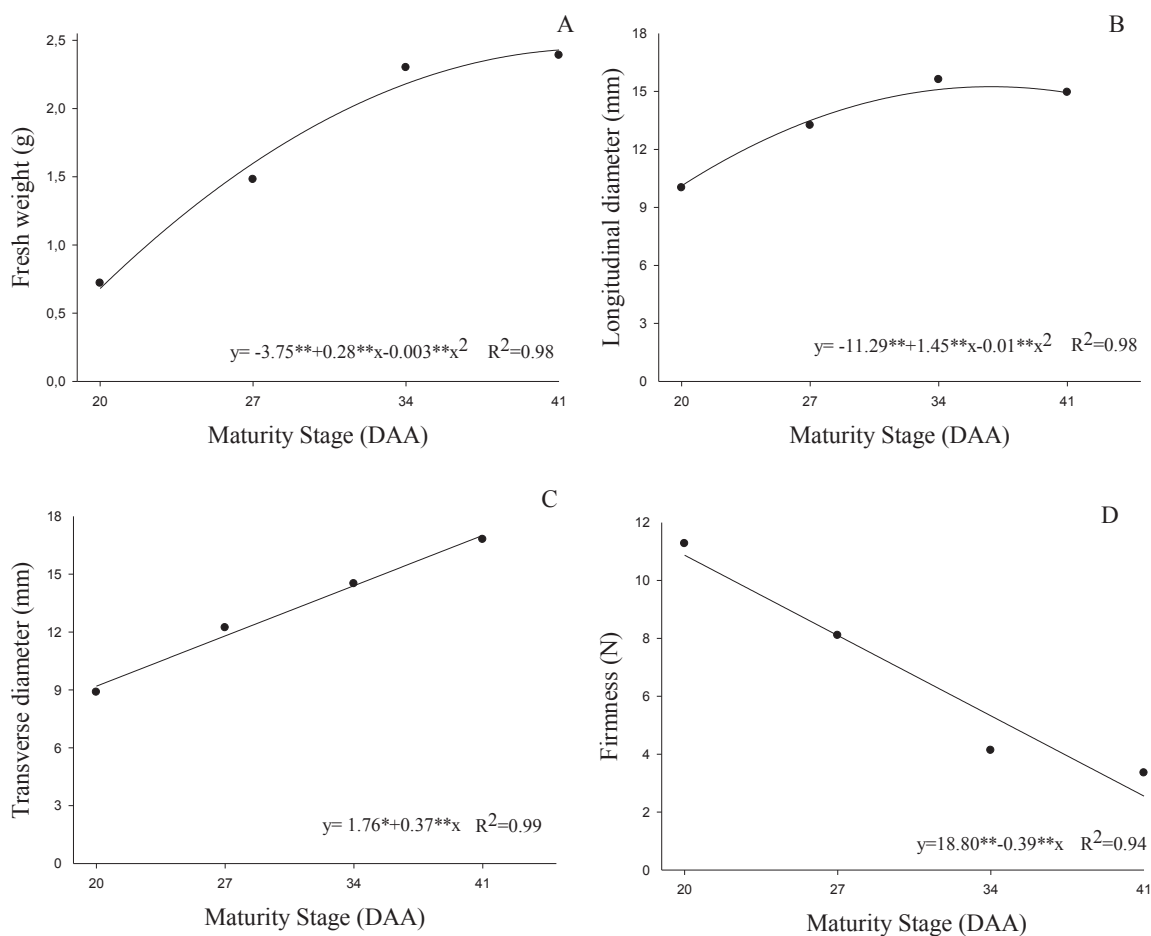 A
Fresh weight (g)
2,5
2,0
1,5
1,0
0,5
0,0
y= -3.75**+0.28**x-0.003**x² R²=0.98
20 27 34 41
Maturity Stage (DAA)
B
Longitudinal diameter (mm)
18
15
12
9
6
3
0
y= -11.29**+1.45**x-0.01**x² R²=0.98
20 27 34 41
Maturity Stage (DAA)
C
Transverse diameter (mm)
18
15
12
9
6
3
0
y= 1.76*+0.37**x R²=0.99
20 27 34 41
Maturity Stage (DAA)
D
Firmness (N)
12
10
8
6
4
2
0
y=18.80**-0.39**x R²=0.94
20 27 34 41
Maturity Stage (DAA)